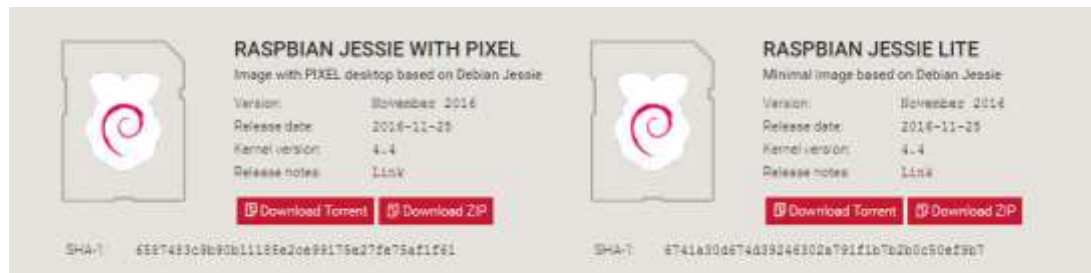 RASPBIAN JESSIE WITH PIXEL
Image with PIXEL desktop based on Debian Jessie
Version: November 2016
Release date: 2016-11-25
Kernel version: 4.4
Release notes: Link
Download Torrent Download ZIP
SHA-1:
RASPBIAN JESSIE LITE
Minimal image based on Debian Jessie
Version: November 2016
Release date: 2016-11-25
Kernel version: 4.4
Release notes: Link
Download Torrent Download ZIP
SHA-1: